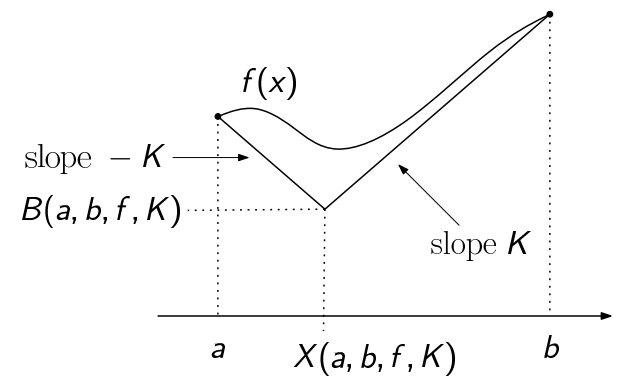 f(x)
slope − K
B(a, b, f, K)
slope K
a
X(a, b, f, K)
b